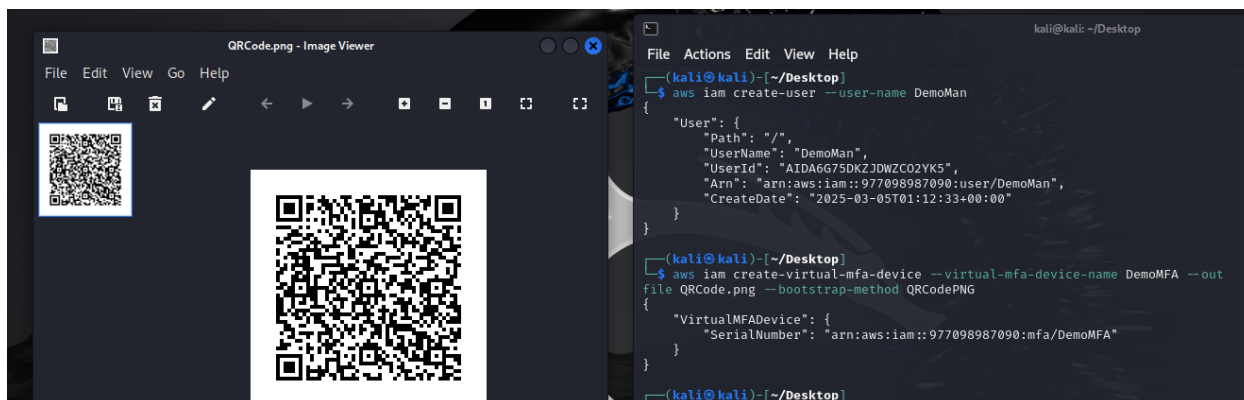 QRCode.png - Image Viewer
File Edit View Go Help
kali@kali: ~/Desktop
File Actions Edit View Help
┌──(kali㉿kali)-[~/Desktop]
└─$ aws iam create-user --user-name DemoMan
{
    "User": {
        "Path": "/",
        "UserName": "DemoMan",
        "UserId": "AIDA6G75DKZJDWZCO2YK5",
        "Arn": "arn:aws:iam::977098987090:user/DemoMan",
        "CreateDate": "2025-03-05T01:12:33+00:00"
    }
}
┌──(kali㉿kali)-[~/Desktop]
└─$ aws iam create-virtual-mfa-device --virtual-mfa-device-name DemoMFA --out
file QRCode.png --bootstrap-method QRCodePNG
{
    "VirtualMFADevice": {
        "SerialNumber": "arn:aws:iam::977098987090:mfa/DemoMFA"
    }
}
┌──(kali㉿kali)-[~/Desktop]